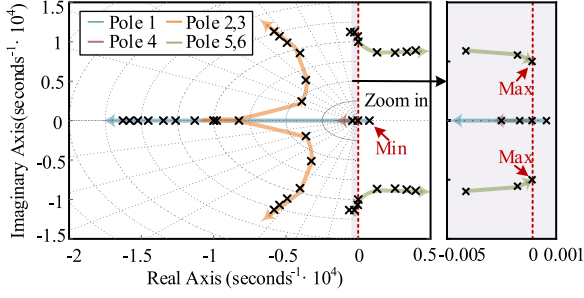 Pole 1 Pole 2,3
Pole 4 Pole 5,6
Imaginary Axis(seconds⁻¹· 10⁴)
1.5
1
0.5
0
-0.5
-1
-1.5
-2 -1.5 -1 -0.5 0 0.5
Real Axis (seconds⁻¹· 10⁴)
Zoom in
Min
Max
Max
-0.005 0 0.001